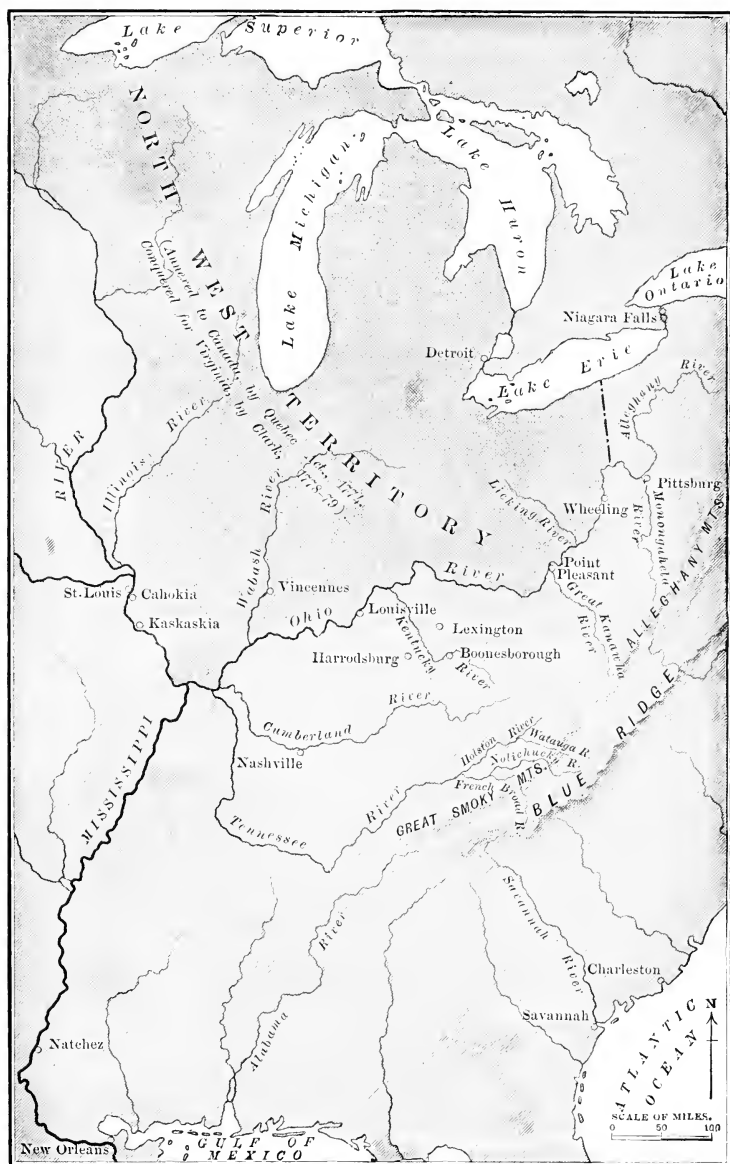 Lake Superior
NORTH WEST TERRITORY
(Annexed to Canada, by Quebec Act, 1774.
Conquered for Virginia, by Clark, 1778-79).
Lake Michigan
Lake Huron
Lake Ontario
Niagara Falls
Detroit
Lake Erie
Alleghany River
Pittsburg
Monongahela River
Wheeling
Licking River
ALLEGHANY MTS.
Illinois River
Wabash River
MISSISSIPPI RIVER
St. Louis
Cahokia
Kaskaskia
Vincennes
Ohio River
Louisville
Point Pleasant
Great Kanawha River
Lexington
Kentucky River
Harrodsburg
Boonesborough
Cumberland River
Nashville
Tennessee River
Holston River
Watauga R.
Nolichucky R.
French Broad R.
GREAT SMOKY MTS.
BLUE RIDGE
Alabama River
Savannah River
Charleston
Savannah
Natchez
New Orleans
GULF OF MEXICO
ATLANTIC OCEAN
N
SCALE OF MILES.
0 50 100